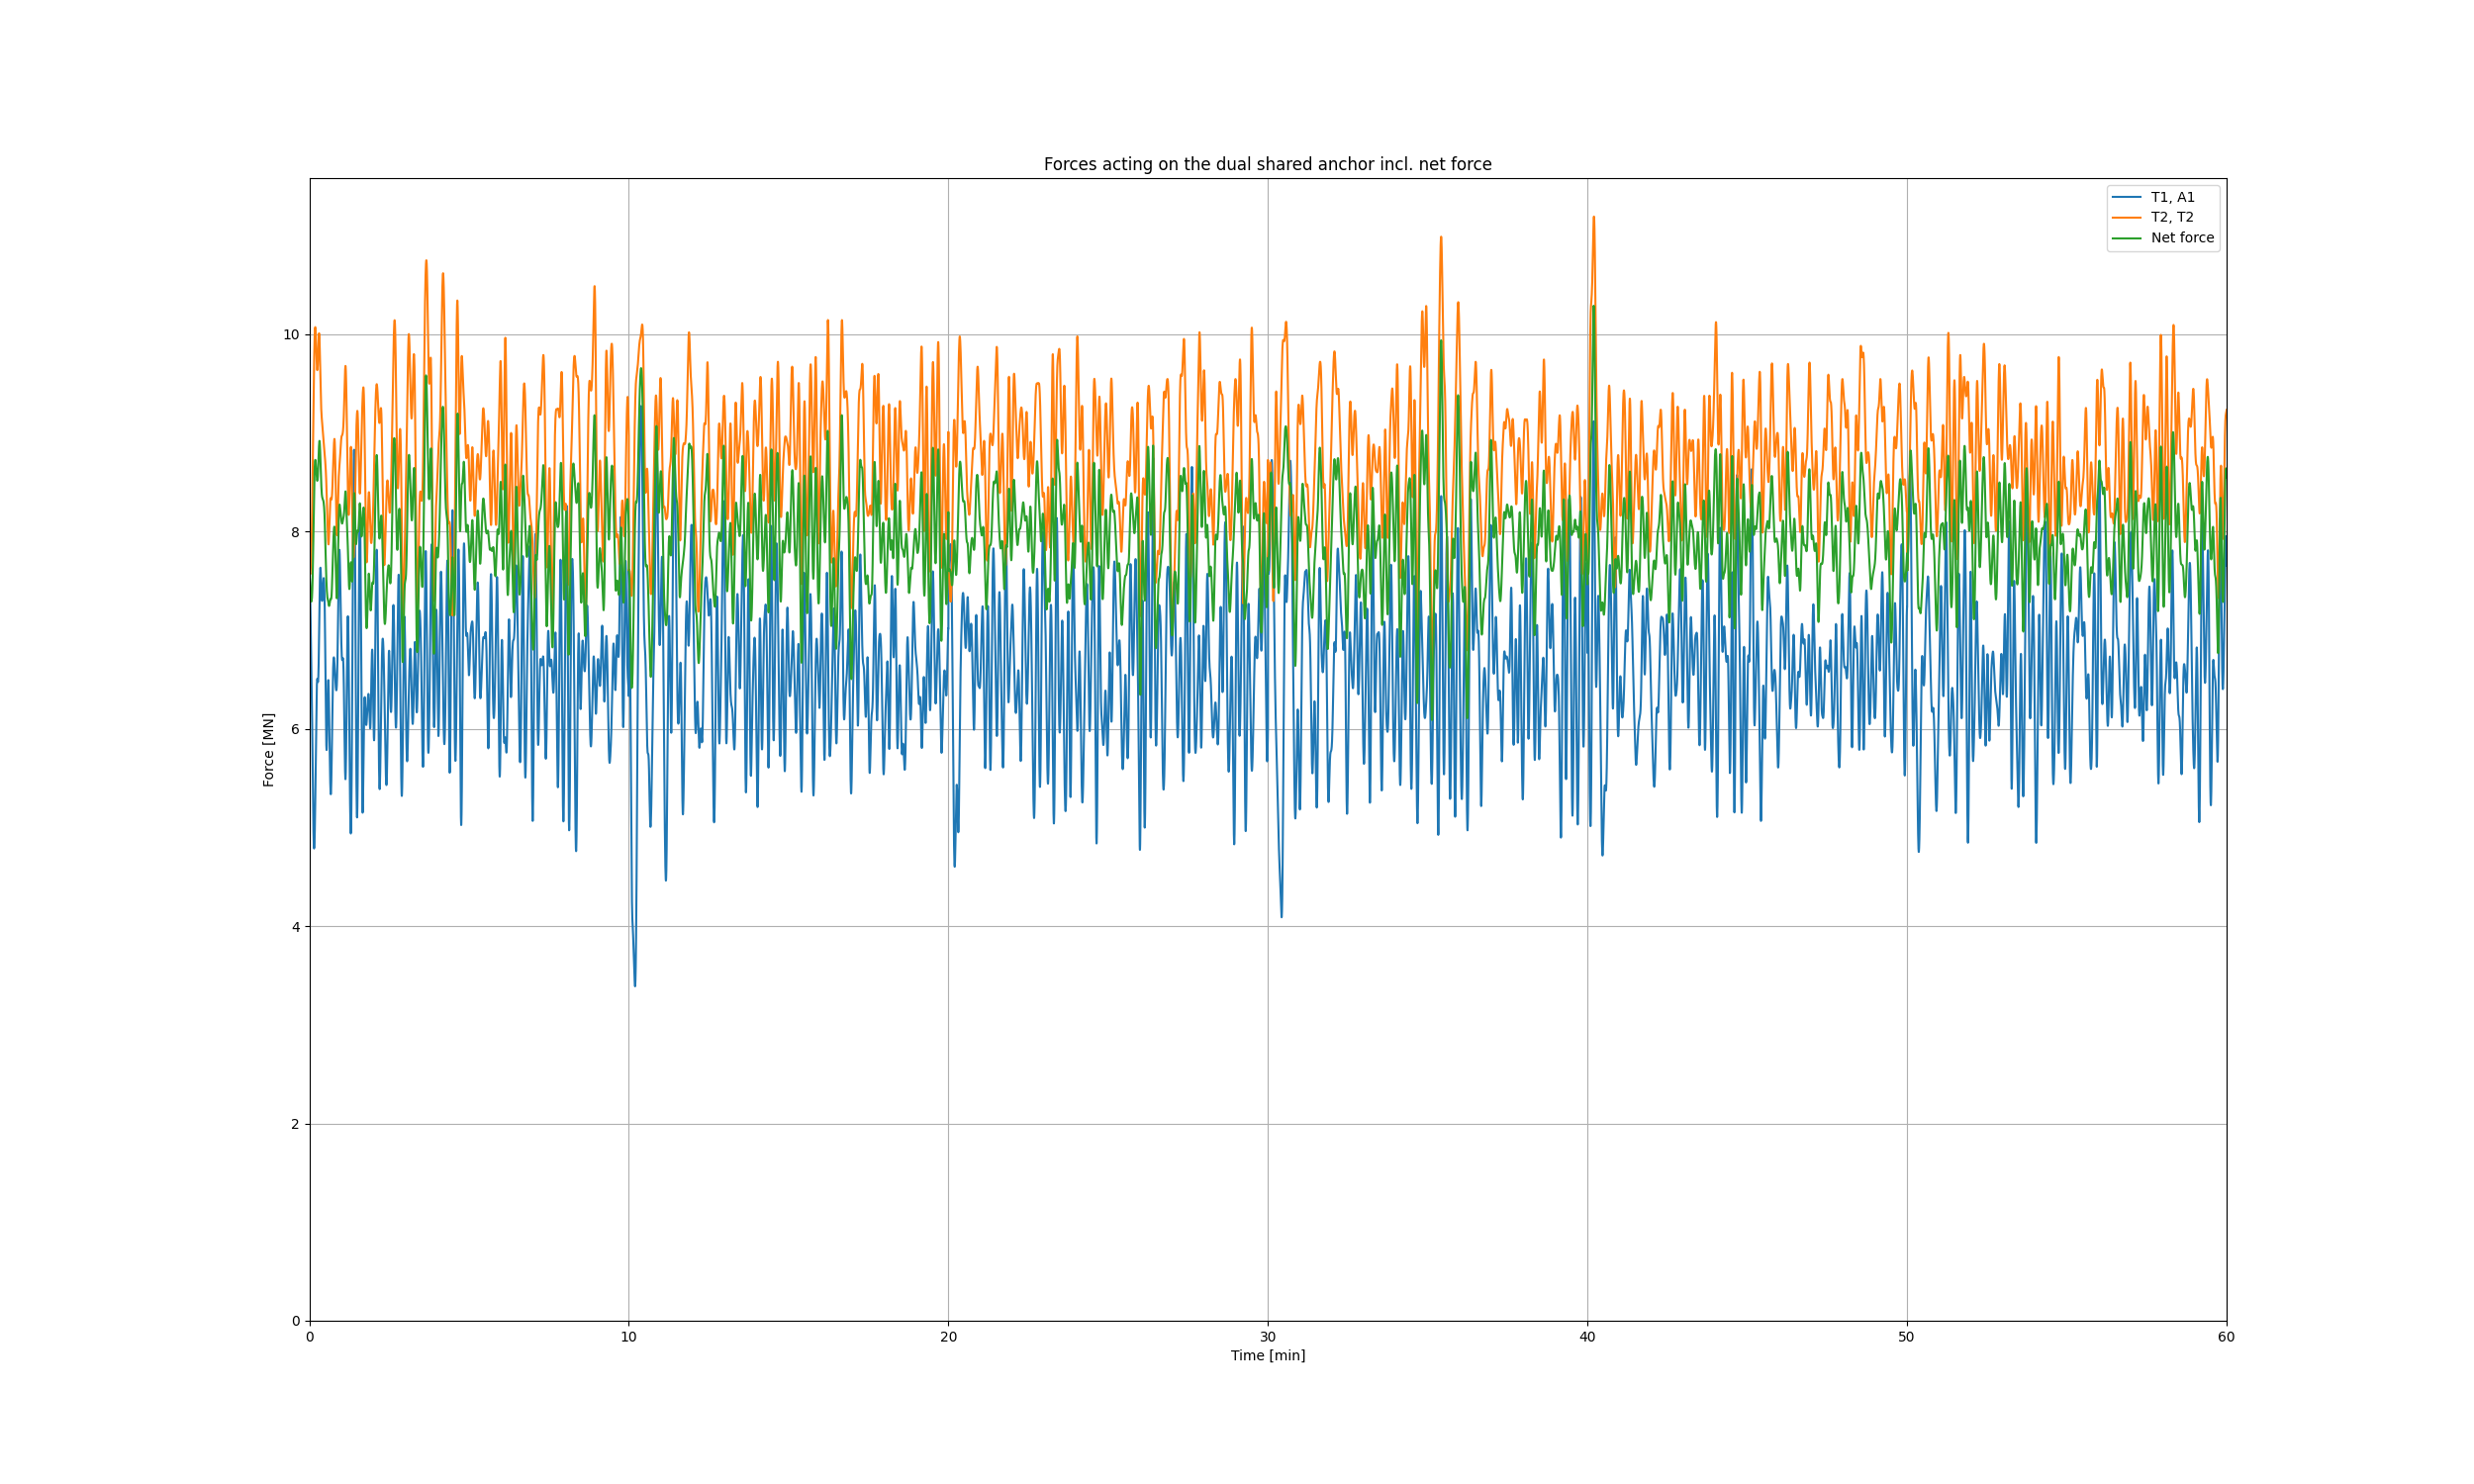 Forces acting on the dual shared anchor incl. net force
T1, A1
T2, T2
Net force
Force [MN]
10
8
6
4
2
0
0 10 20 30 40 50 60
Time [min]